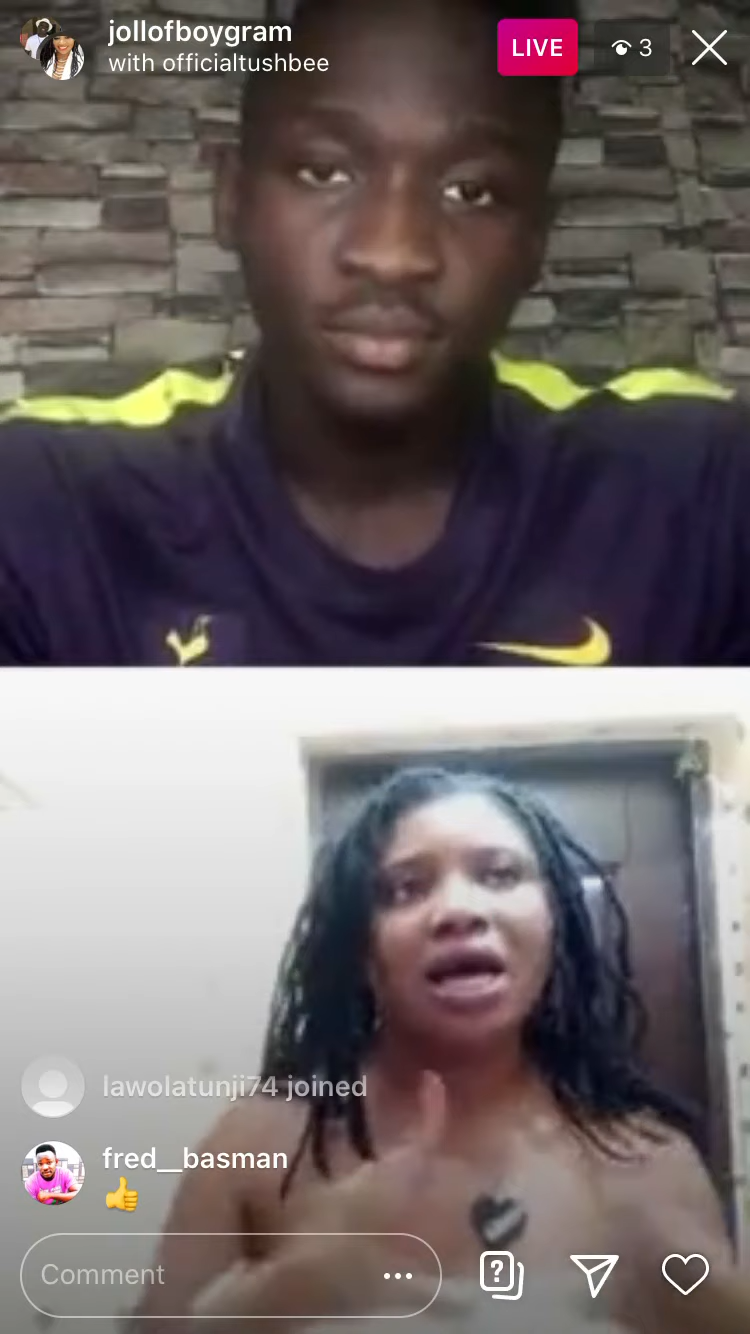 jollofboygram
with officialtushbee
LIVE
3
lawolatunji74 joined
fred__basman
👍
Comment